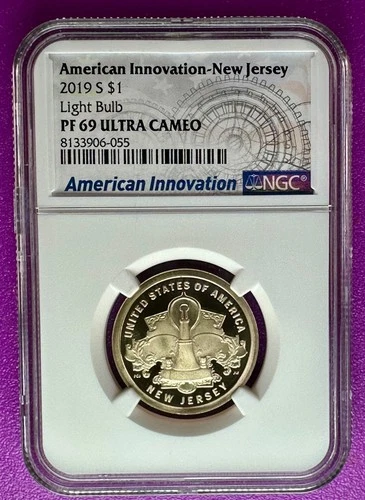 American Innovation-New Jersey
2019 S $1
Light Bulb
PF 69 ULTRA CAMEO
8133906-055
American Innovation NGC
UNITED STATES OF AMERICA
NEW JERSEY